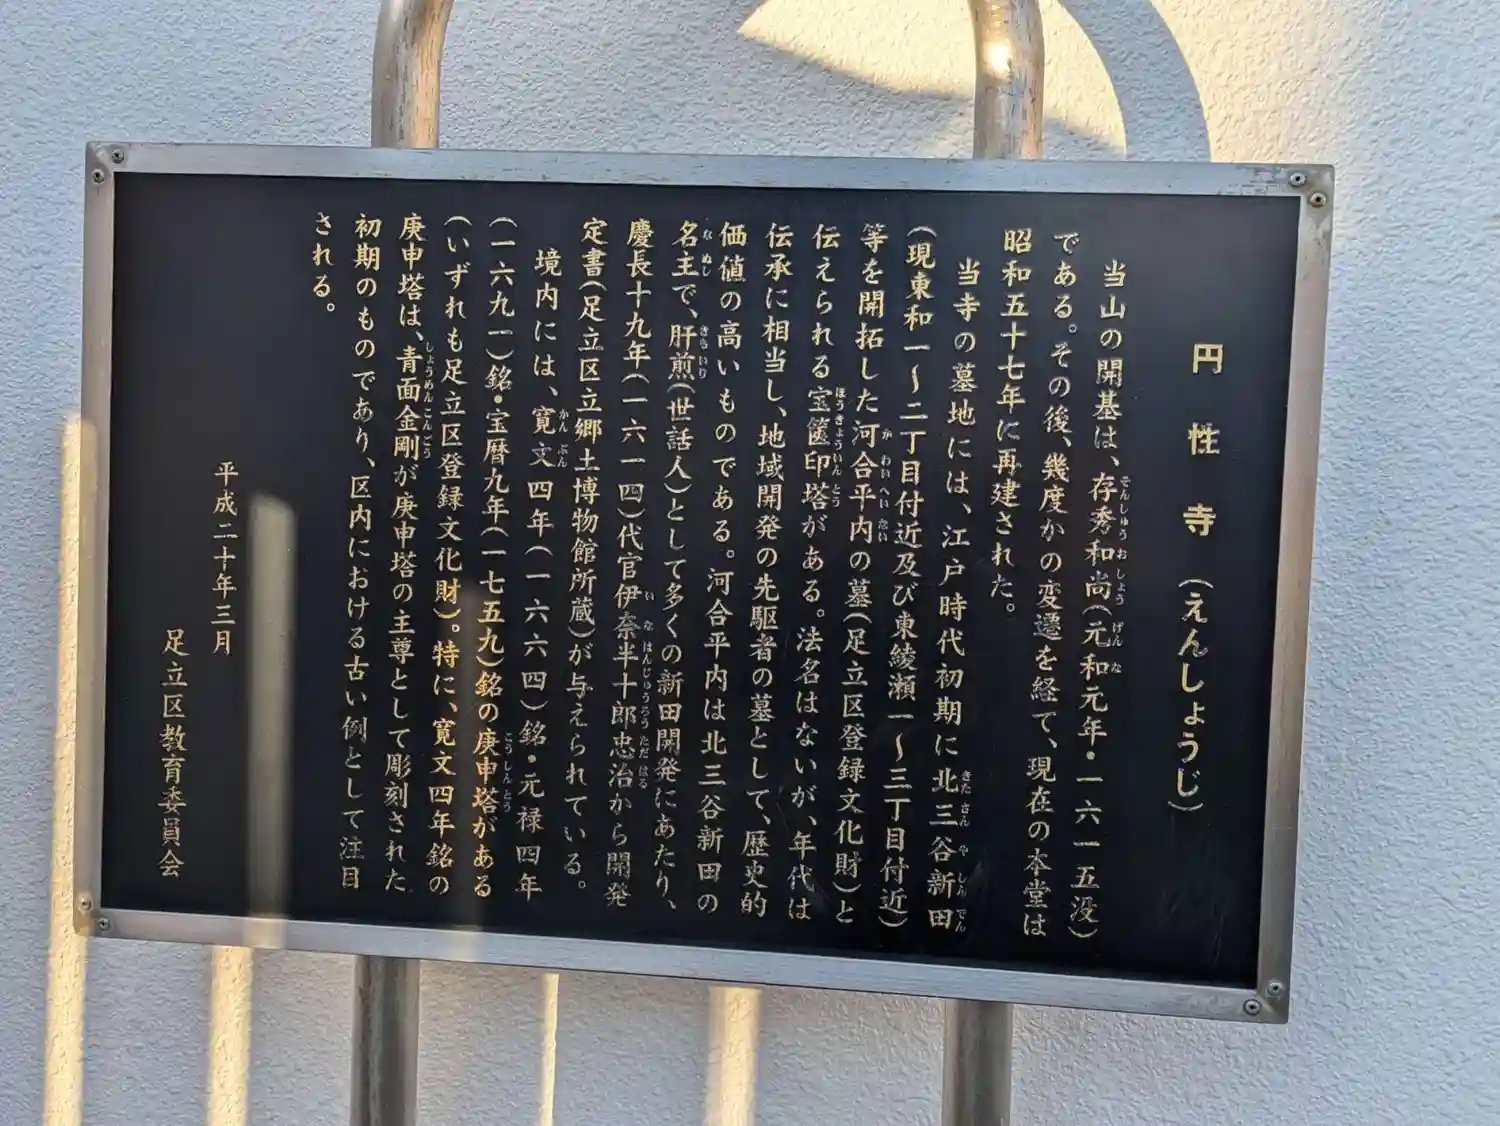 円性寺（えんしょうじ）
当山の開基は、存秀和尚（元和元年・一六一五没）
である。その後、幾度かの変遷を経て、現在の本堂は
昭和五十七年に再建された。
当寺の墓地には、江戸時代初期に北三谷新田
（現東和一～二丁目付近及び東綾瀬一～三丁目付近）
等を開拓した河合平内の墓（足立区登録文化財）と
伝えられる宝篋印塔がある。法名はないが、年代は
伝承に相当し、地域開発の先駆者の墓として、歴史的
価値の高いものである。河合平内は北三谷新田の
名主で、肝煎（世話人）として多くの新田開発にあたり、
慶長十九年（一六一四）代官伊奈半十郎忠治から開発
定書（足立区立郷土博物館所蔵）が与えられている。
境内には、寛文四年（一六六四）銘・元禄四年
（一六九一）銘・宝暦九年（一七五九）銘の庚申塔がある
（いずれも足立区登録文化財）。特に、寛文四年銘の
庚申塔は、青面金剛が庚申塔の主尊として彫刻された
初期のものであり、区内における古い例として注目
される。
平成二十年三月
足立区教育委員会